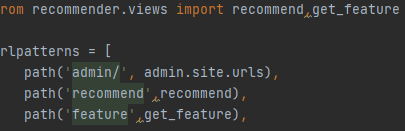 rom recommender.views import recommend,get_feature
rlpatterns = [
path('admin/', admin.site.urls),
path('recommend',recommend),
path('feature',get_feature),